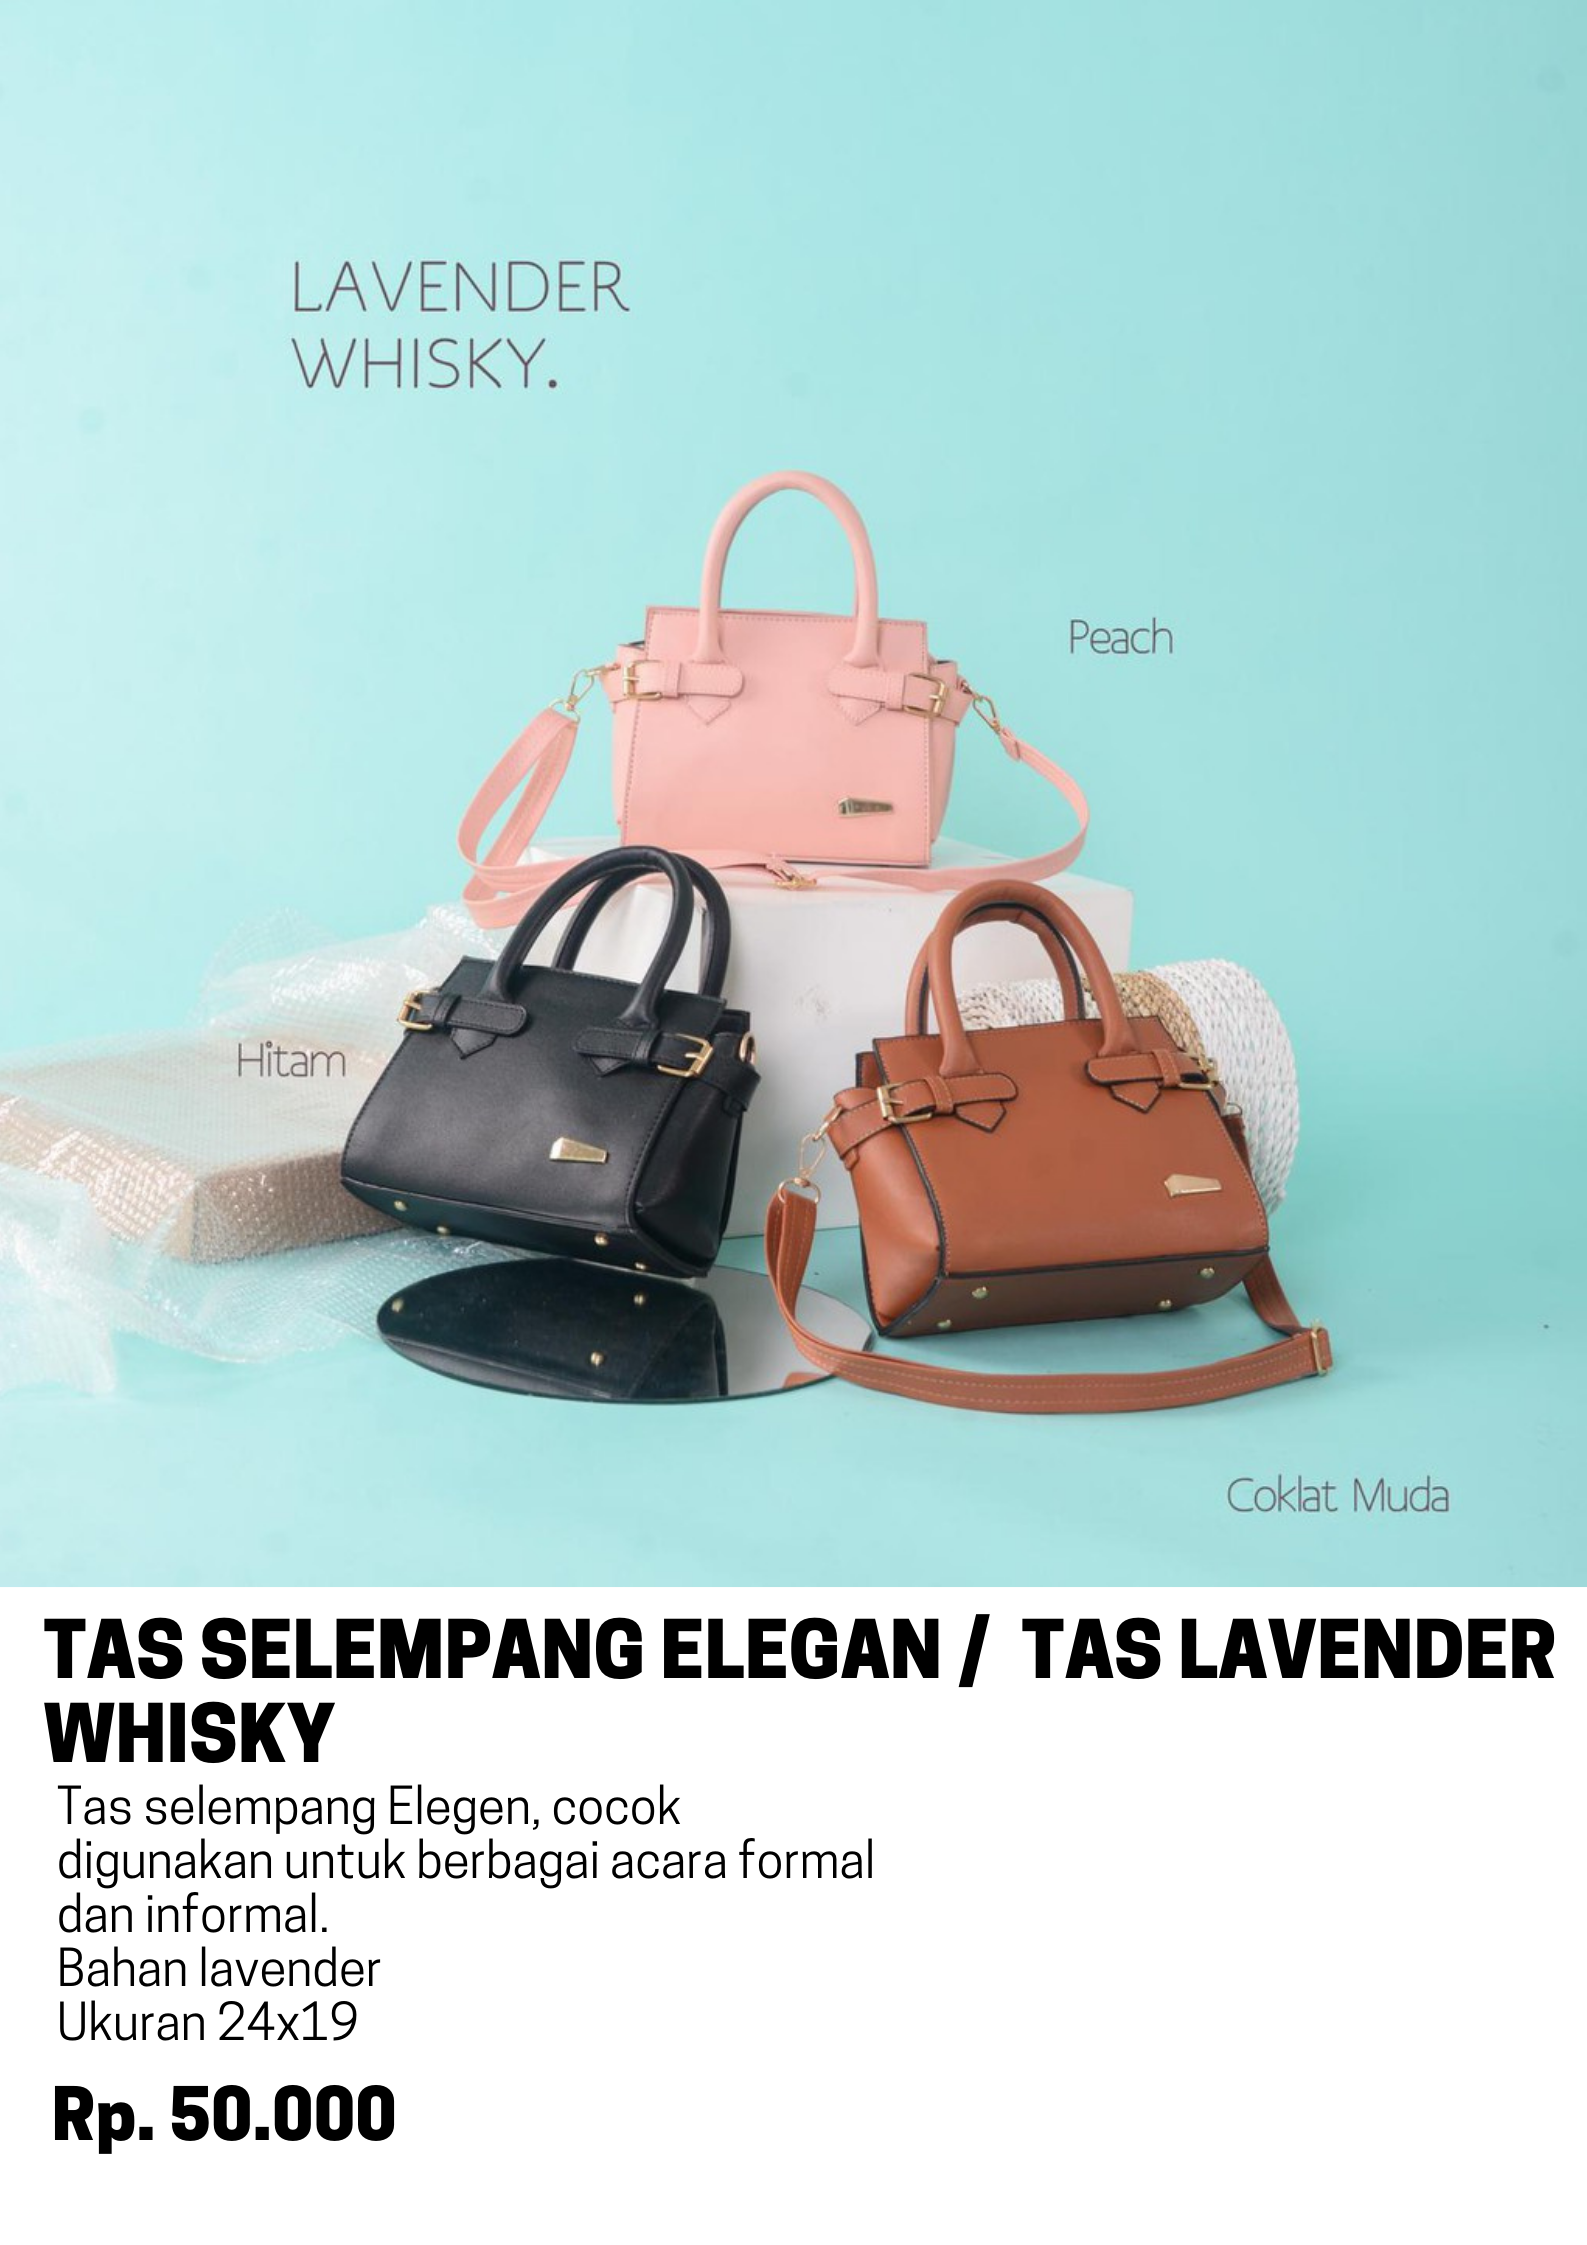 LAVENDER
WHISKY.
Peach
Hitam
Coklat Muda
TAS SELEMPANG ELEGAN / TAS LAVENDER
WHISKY
Tas selempang Elegen, cocok
digunakan untuk berbagai acara formal
dan informal.
Bahan lavender
Ukuran 24x19
Rp. 50.000